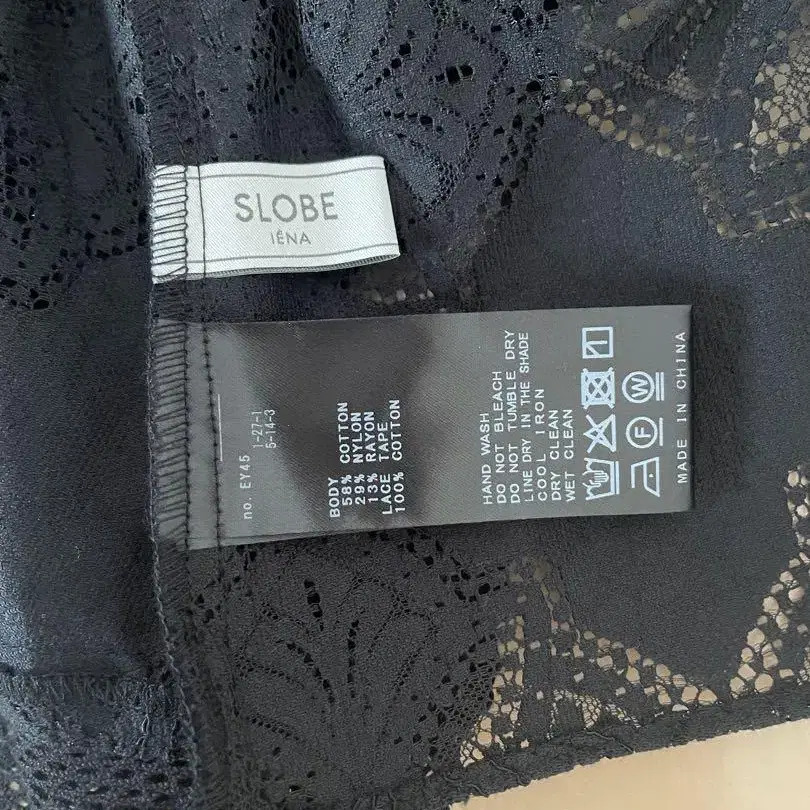 SLOBE
IÉNA
no. EY45
1-27-1
5-14-3
BODY
58% COTTON
29% NYLON
13% RAYON
LACE TAPE
100% COTTON
HAND WASH
DO NOT BLEACH
DO NOT TUMBLE DRY
LINE DRY IN THE SHADE
COOL IRON
DRY CLEAN
WET CLEAN
F
W
MADE IN CHINA